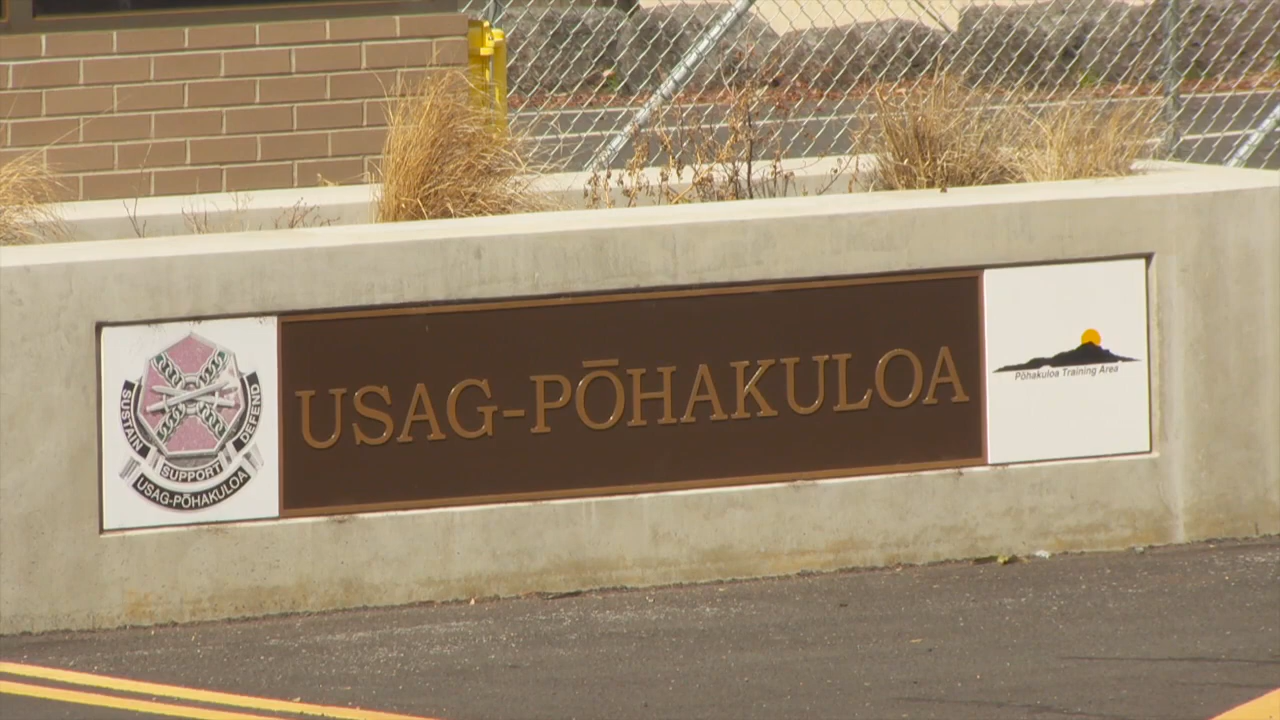 SUSTAIN
SUPPORT
DEFEND
USAG-PŌHAKULOA
USAG-PŌHAKULOA
Pōhakuloa Training Area